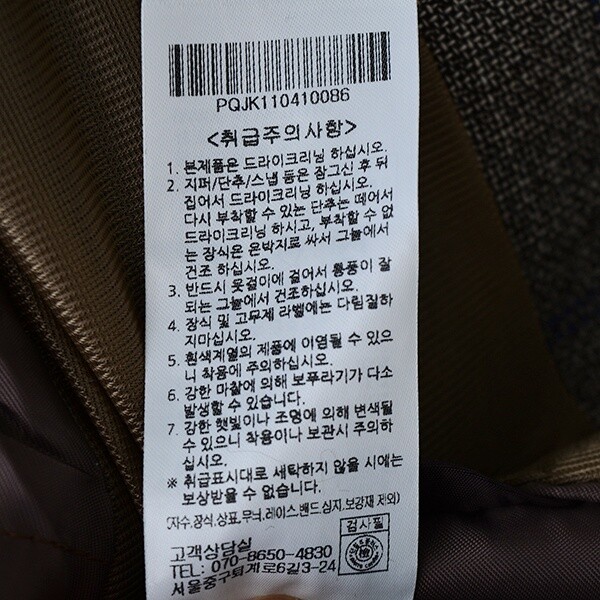 PQJK110410086
<취급주의사항>
1. 본제품은 드라이크리닝 하십시오.
2. 지퍼/단추/스냅 등은 잠그신 후 뒤
집어서 드라이크리닝 하십시오.
다시 부착할 수 있는 단추는 떼어서
드라이크리닝 하시고, 부착할 수 없
는 장식은 은박지로 싸서 그늘에서
건조 하십시오.
3. 반드시 옷걸이에 걸어서 통풍이 잘
되는 그늘에서 건조하십시오.
4. 장식 및 고무제 라벨에는 다림질하
지마십시오.
5. 흰색계열의 제품에 이염될 수 있으
니 착용에 주의하십시오.
6. 강한 마찰에 의해 보푸라기가 다소
발생할 수 있습니다.
7. 강한 햇빛이나 조명에 의해 변색될
수 있으니 착용이나 보관시 주의하
십시오.
※ 취급표시대로 세탁하지 않을 시에는
보상받을 수 없습니다.
(자수,장식,상표,무늬,레이스,밴드,심지,보강재 제외)
고객상담실
TEL: 070-8650-4830
서울중구퇴계로6길3-24
검사필